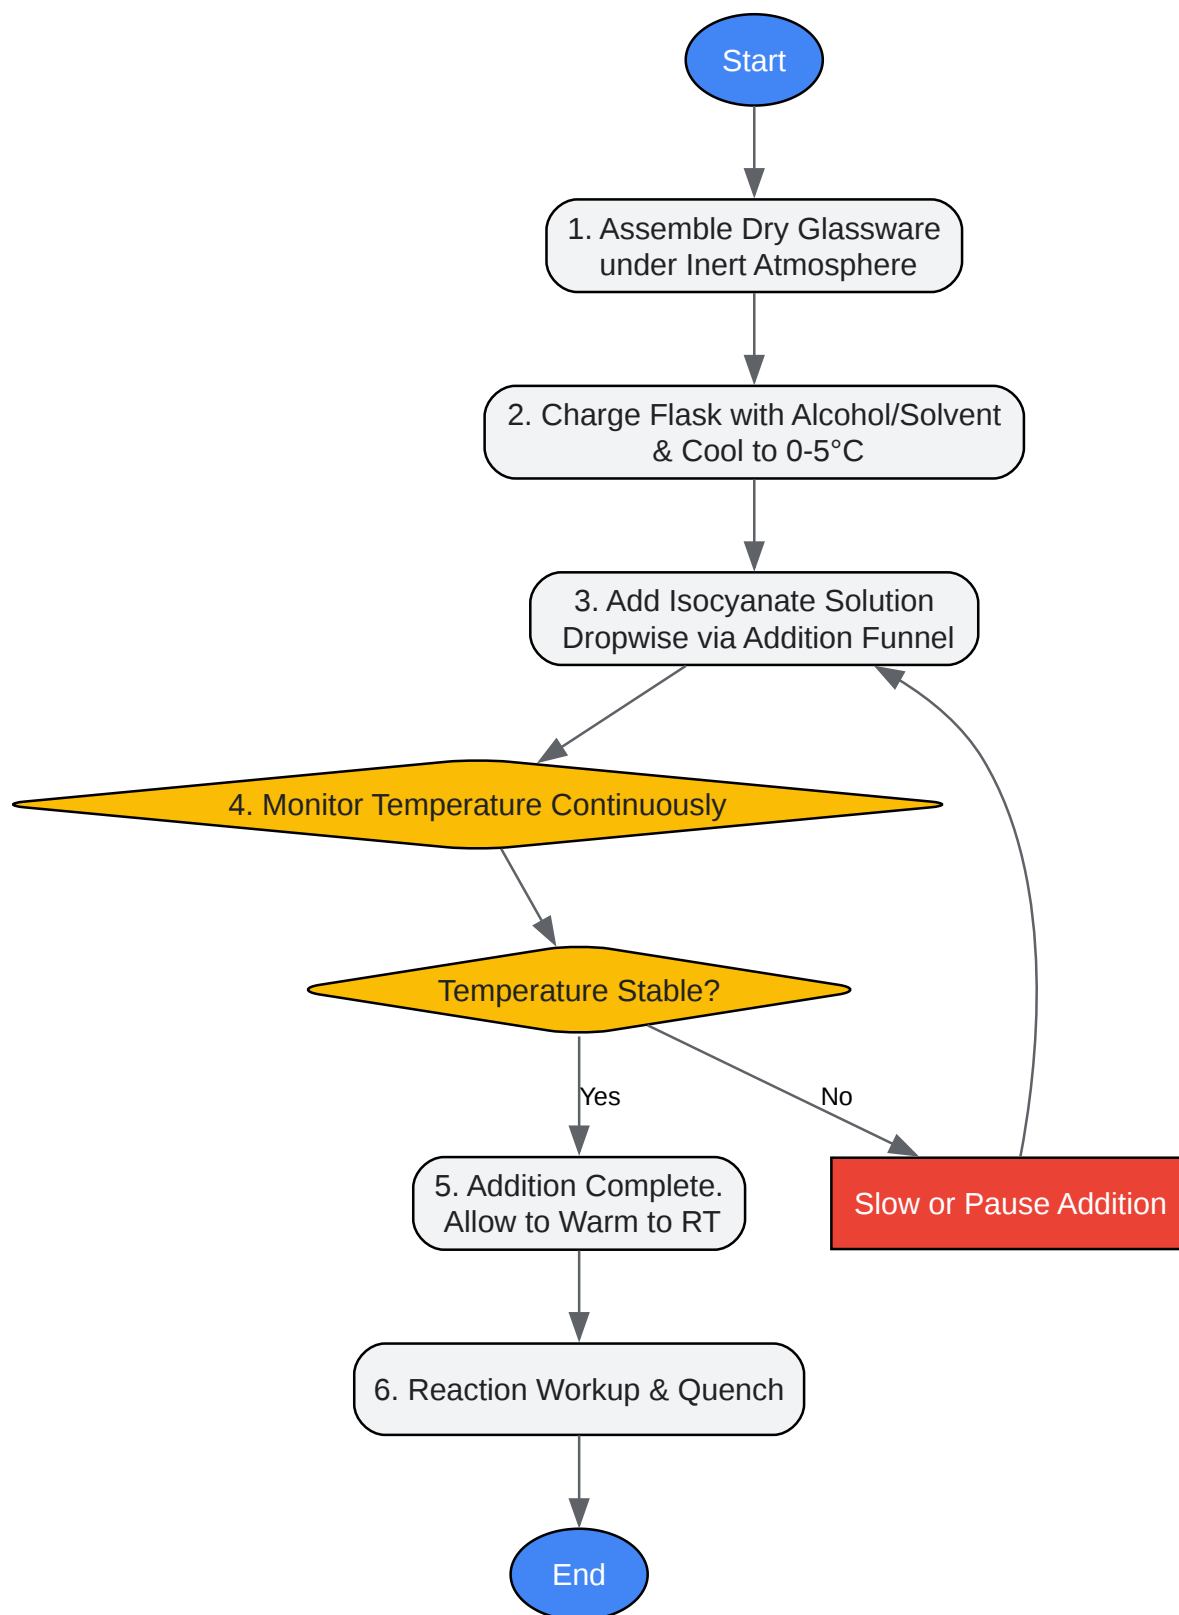 Start
1. Assemble Dry Glassware
under Inert Atmosphere
2. Charge Flask with Alcohol/Solvent
& Cool to 0-5°C
3. Add Isocyanate Solution
Dropwise via Addition Funnel
4. Monitor Temperature Continuously
Temperature Stable?
Yes
No
5. Addition Complete.
Allow to Warm to RT
Slow or Pause Addition
6. Reaction Workup & Quench
End